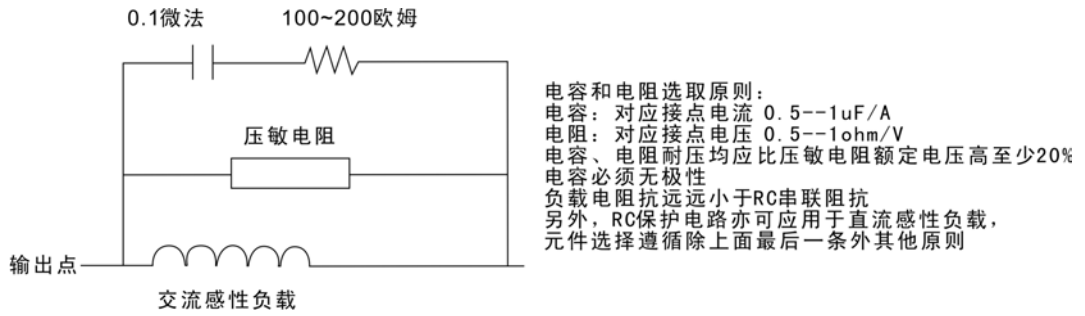 0.1微法
100~200欧姆
压敏电阻
输出点
交流感性负载
电容和电阻选取原则：
电容：对应接点电流 0.5--1uF/A
电阻：对应接点电压 0.5--1ohm/V
电容、电阻耐压均应比压敏电阻额定电压高至少20%
电容必须无极性
负载电阻抗远远小于RC串联阻抗
另外，RC保护电路亦可应用于直流感性负载，
元件选择遵循除上面最后一条外其他原则